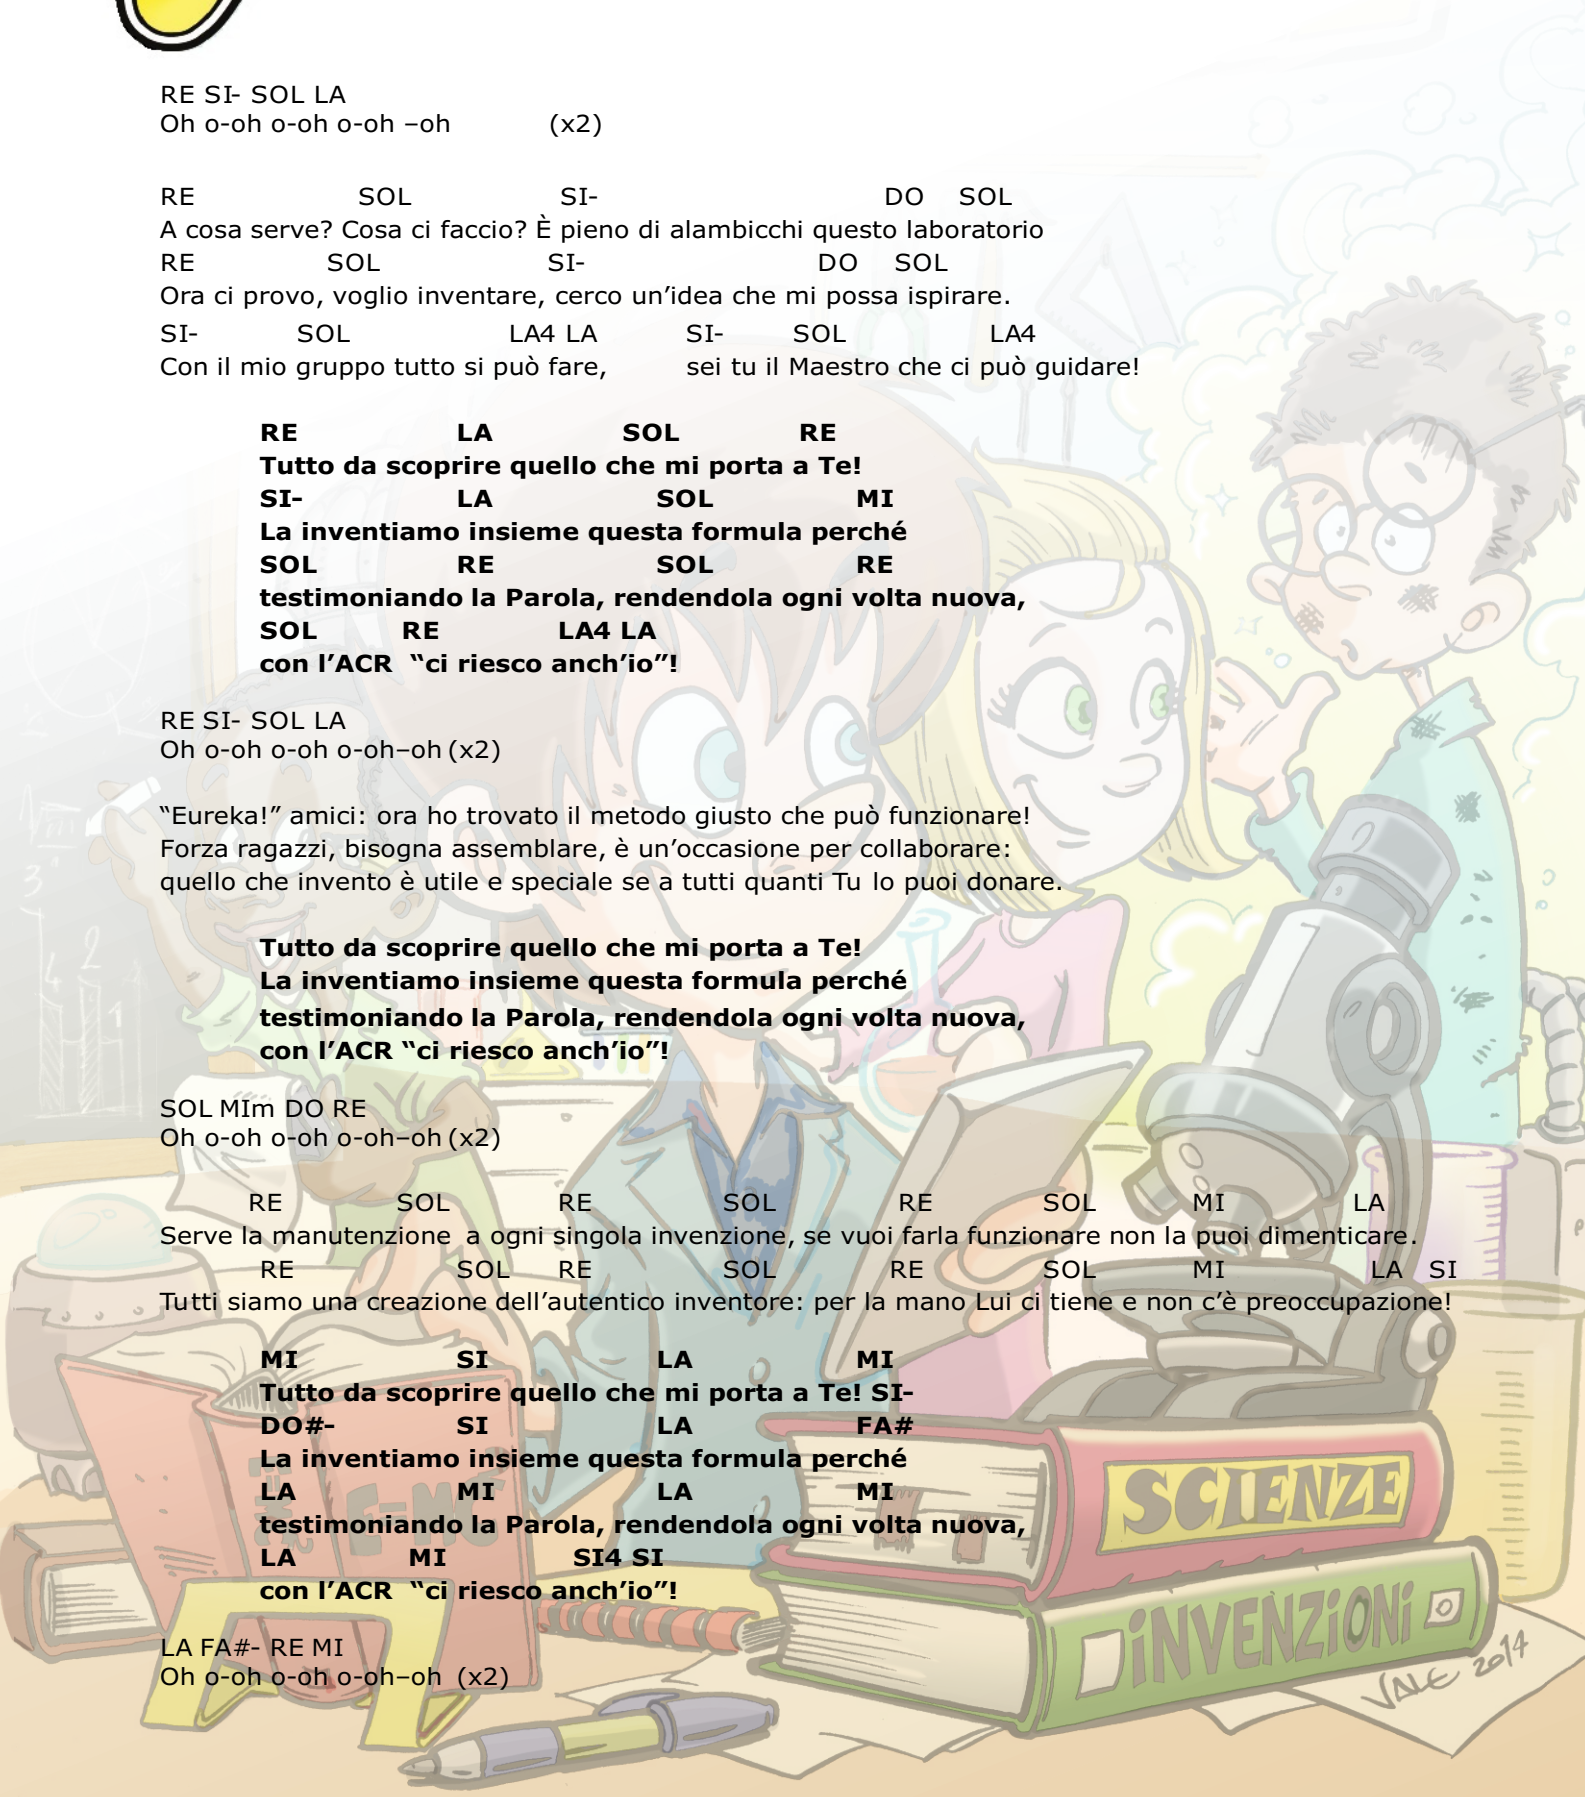 RE SI- SOL LA
Oh o-oh o-oh o-oh –oh (x2)
RE SOL SI- DO SOL
A cosa serve? Cosa ci faccio? È pieno di alambicchi questo laboratorio
RE SOL SI- DO SOL
Ora ci provo, voglio inventare, cerco un’idea che mi possa ispirare.
SI- SOL LA4 LA SI- SOL LA4
Con il mio gruppo tutto si può fare, sei tu il Maestro che ci può guidare!
RE LA SOL RE
Tutto da scoprire quello che mi porta a Te!
SI- LA SOL MI
La inventiamo insieme questa formula perché
SOL RE SOL RE
testimoniando la Parola, rendendola ogni volta nuova,
SOL RE LA4 LA
con l’ACR “ci riesco anch’io”!
RE SI- SOL LA
Oh o-oh o-oh o-oh–oh (x2)
“Eureka!” amici: ora ho trovato il metodo giusto che può funzionare!
Forza ragazzi, bisogna assemblare, è un’occasione per collaborare:
quello che invento è utile e speciale se a tutti quanti Tu lo puoi donare.
Tutto da scoprire quello che mi porta a Te!
La inventiamo insieme questa formula perché
testimoniando la Parola, rendendola ogni volta nuova,
con l’ACR “ci riesco anch’io”!
SOL MIm DO RE
Oh o-oh o-oh o-oh–oh (x2)
RE SOL RE SOL RE SOL MI LA
Serve la manutenzione a ogni singola invenzione, se vuoi farla funzionare non la puoi dimenticare.
RE SOL RE SOL RE SOL MI LA SI
Tutti siamo una creazione dell’autentico inventore: per la mano Lui ci tiene e non c’è preoccupazione!
MI SI LA MI
Tutto da scoprire quello che mi porta a Te! SI-
DO#- SI LA FA#
La inventiamo insieme questa formula perché
LA MI LA MI
testimoniando la Parola, rendendola ogni volta nuova,
LA MI SI4 SI
con l’ACR “ci riesco anch’io”!
LA FA#- RE MI
Oh o-oh o-oh o-oh–oh (x2)
E=MC²
E=MC²
SCIENZE
iNVENZiONi
VALE 2014